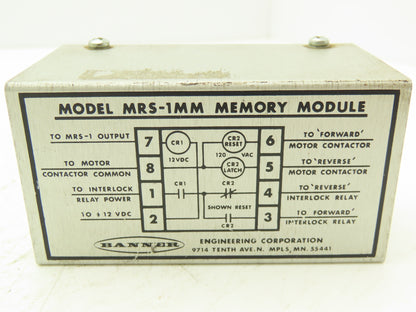 MODEL MRS-1MM MEMORY MODULE
TO MRS-1 OUTPUT
7
CR1
12VDC
CR2
RESET
120 VAC
6
TO 'FORWARD'
MOTOR CONTACTOR
TO MOTOR
CONTACTOR COMMON
8
CR2
LATCH
5
TO 'REVERSE'
MOTOR CONTACTOR
TO INTERLOCK
RELAY POWER
1
CR1
CR2
SHOWN RESET
4
TO 'REVERSE'
INTERLOCK RELAY
10 + 12 VDC
2
CR2
3
TO FORWARD'
INTERLOCK RELAY
BANNER
ENGINEERING CORPORATION
9714 TENTH AVE. N. MPLS, MN. 55441